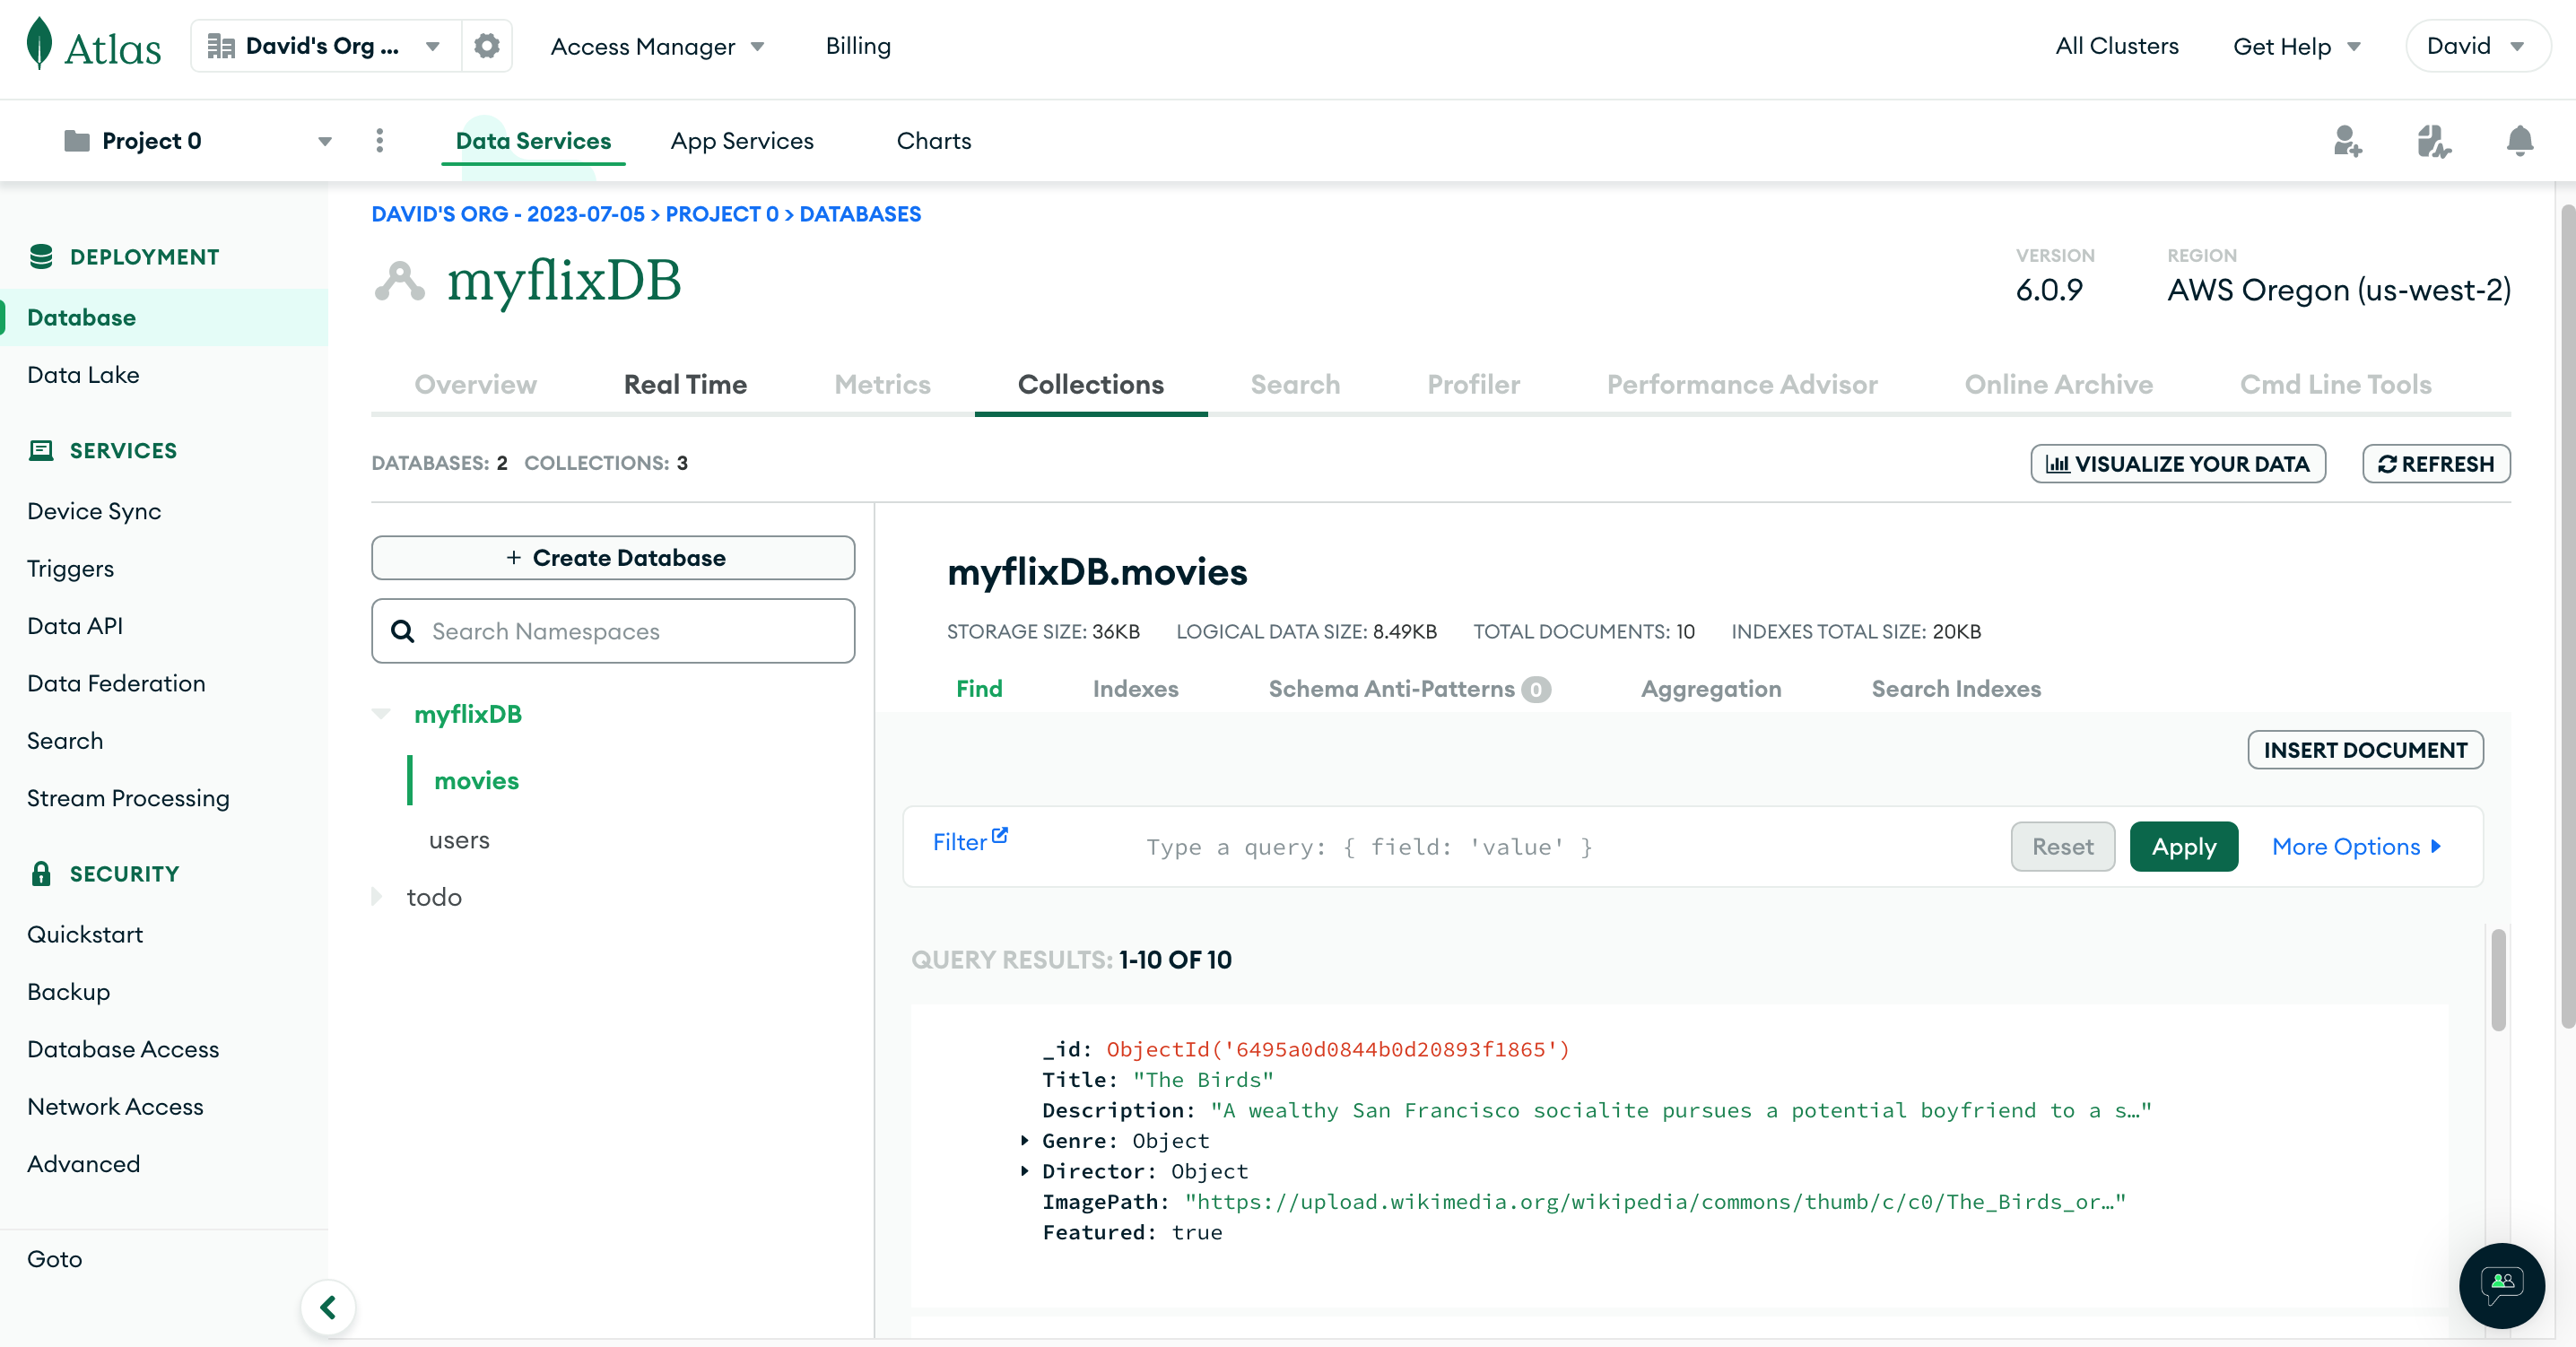 Atlas
David's Org ...
Access Manager
Billing
All Clusters
Get Help
David
Project 0
Data Services
App Services
Charts
DEPLOYMENT
Database
Data Lake
SERVICES
Device Sync
Triggers
Data API
Data Federation
Search
Stream Processing
SECURITY
Quickstart
Backup
Database Access
Network Access
Advanced
Goto
DAVID'S ORG - 2023-07-05 > PROJECT 0 > DATABASES
myflixDB
VERSION
6.0.9
REGION
AWS Oregon (us-west-2)
Overview
Real Time
Metrics
Collections
Search
Profiler
Performance Advisor
Online Archive
Cmd Line Tools
DATABASES: 2 COLLECTIONS: 3
VISUALIZE YOUR DATA
REFRESH
+ Create Database
Search Namespaces
myflixDB
movies
users
todo
myflixDB.movies
STORAGE SIZE: 36KB LOGICAL DATA SIZE: 8.49KB TOTAL DOCUMENTS: 10 INDEXES TOTAL SIZE: 20KB
Find
Indexes
Schema Anti-Patterns 0
Aggregation
Search Indexes
INSERT DOCUMENT
Filter
Type a query: { field: 'value' }
Reset
Apply
More Options
QUERY RESULTS: 1-10 OF 10
_id: ObjectId('6495a0d0844b0d20893f1865')
Title: "The Birds"
Description: "A wealthy San Francisco socialite pursues a potential boyfriend to a s…"
Genre: Object
Director: Object
ImagePath: "https://upload.wikimedia.org/wikipedia/commons/thumb/c/c0/The_Birds_or…"
Featured: true